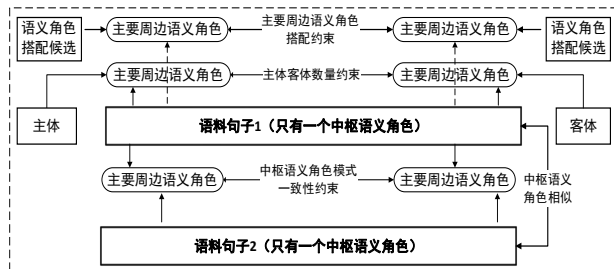 语义角色
搭配候选
主要周边语义角色
主要周边语义角色
搭配约束
主要周边语义角色
语义角色
搭配候选
主要周边语义角色
主体客体数量约束
主要周边语义角色
主体
语料句子1（只有一个中枢语义角色）
客体
主要周边语义角色
中枢语义角色模式
一致性约束
主要周边语义角色
中枢语义
角色相似
语料句子2（只有一个中枢语义角色）